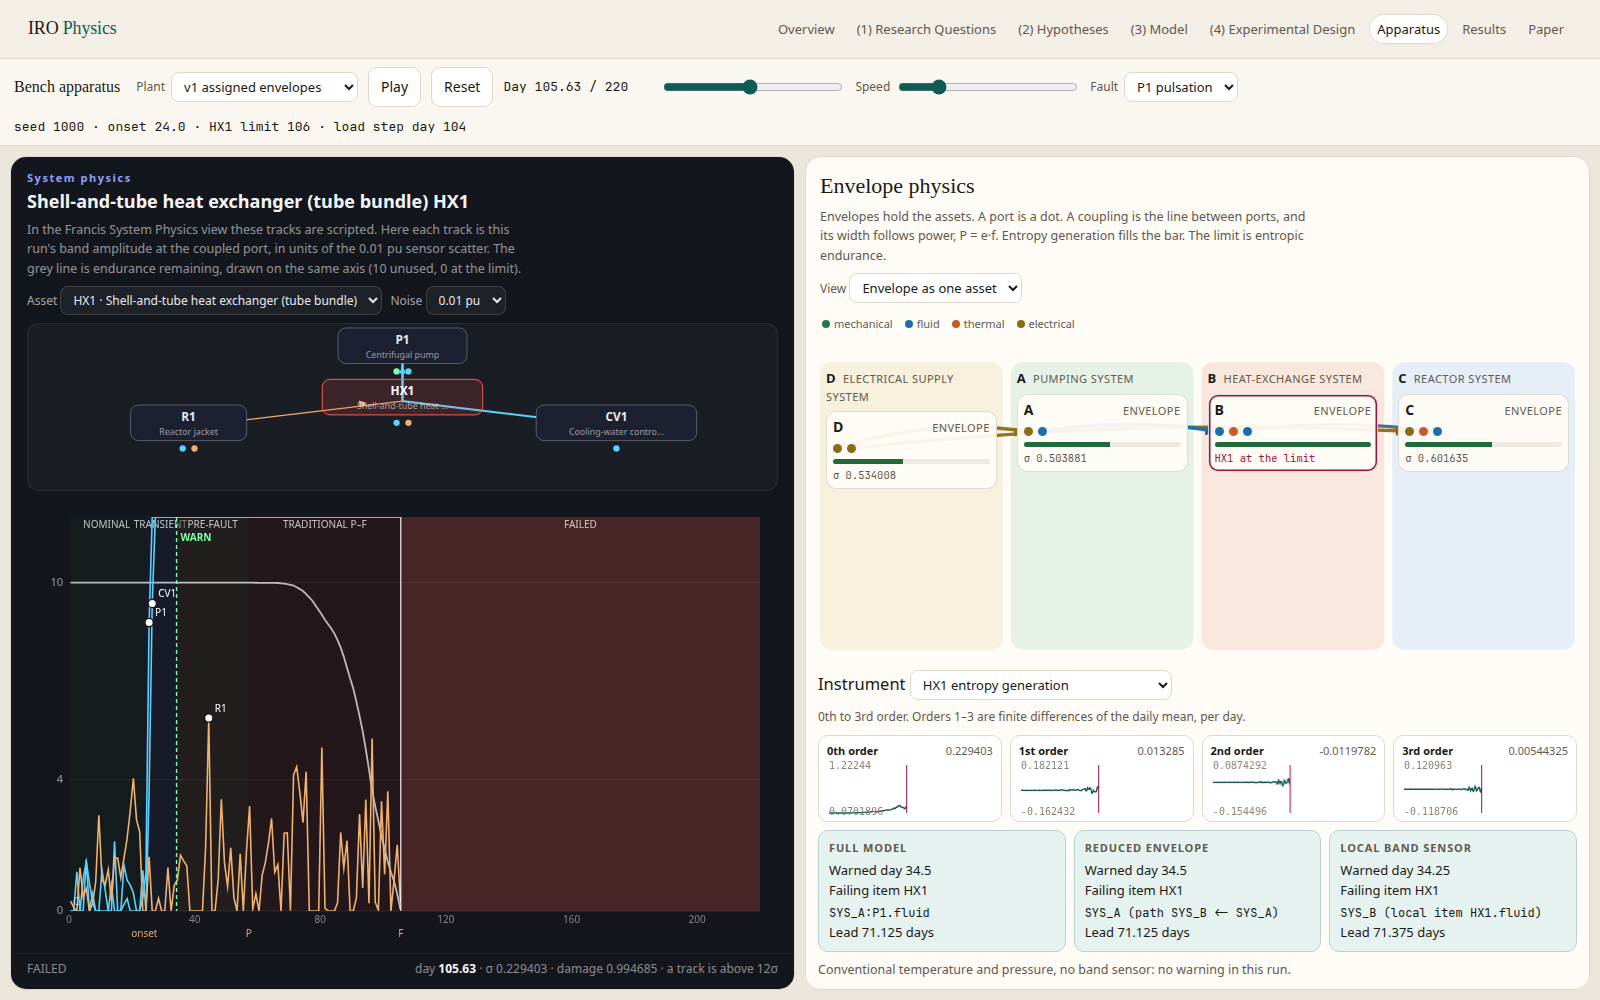 IRO Physics
Overview (1) Research Questions (2) Hypotheses (3) Model (4) Experimental Design Apparatus Results Paper
Bench apparatus Plant v1 assigned envelopes Play Reset Day 105.63 / 220 Speed Fault P1 pulsation
seed 1000 · onset 24.0 · HX1 limit 106 · load step day 104
System physics
Shell-and-tube heat exchanger (tube bundle) HX1
In the Francis System Physics view these tracks are scripted. Here each track is this
run's band amplitude at the coupled port, in units of the 0.01 pu sensor scatter. The
grey line is endurance remaining, drawn on the same axis (10 unused, 0 at the limit).
Asset HX1 · Shell-and-tube heat exchanger (tube bundle) Noise 0.01 pu
P1
Centrifugal pump
HX1
Shell-and-tube heat ...
R1
Reactor jacket
CV1
Cooling-water contro...
NOMINAL TRANSIENT PRE-FAULT TRADITIONAL P–F FAILED
WARN
10
CV1
P1
R1
4
0
0 40 80 120 160 200
onset P F
FAILED
day 105.63 · σ 0.229403 · damage 0.994685 · a track is above 12σ
Envelope physics
Envelopes hold the assets. A port is a dot. A coupling is the line between ports, and
its width follows power, P = e·f. Entropy generation fills the bar. The limit is entropic
endurance.
View Envelope as one asset
mechanical fluid thermal electrical
D ELECTRICAL SUPPLY SYSTEM
D ENVELOPE
σ 0.534008
A PUMPING SYSTEM
A ENVELOPE
σ 0.503881
B HEAT-EXCHANGE SYSTEM
B ENVELOPE
HX1 at the limit
C REACTOR SYSTEM
C ENVELOPE
σ 0.601635
Instrument HX1 entropy generation
0th to 3rd order. Orders 1–3 are finite differences of the daily mean, per day.
0th order 0.229403
1.22244
0.0701896
1st order 0.013285
0.182121
-0.162432
2nd order -0.0119782
0.0874292
-0.154496
3rd order 0.00544325
0.120963
-0.118706
FULL MODEL
Warned day 34.5
Failing item HX1
SYS_A:P1.fluid
Lead 71.125 days
REDUCED ENVELOPE
Warned day 34.5
Failing item HX1
SYS_A (path SYS_B ← SYS_A)
Lead 71.125 days
LOCAL BAND SENSOR
Warned day 34.25
Failing item HX1
SYS_B (local item HX1.fluid)
Lead 71.375 days
Conventional temperature and pressure, no band sensor: no warning in this run.